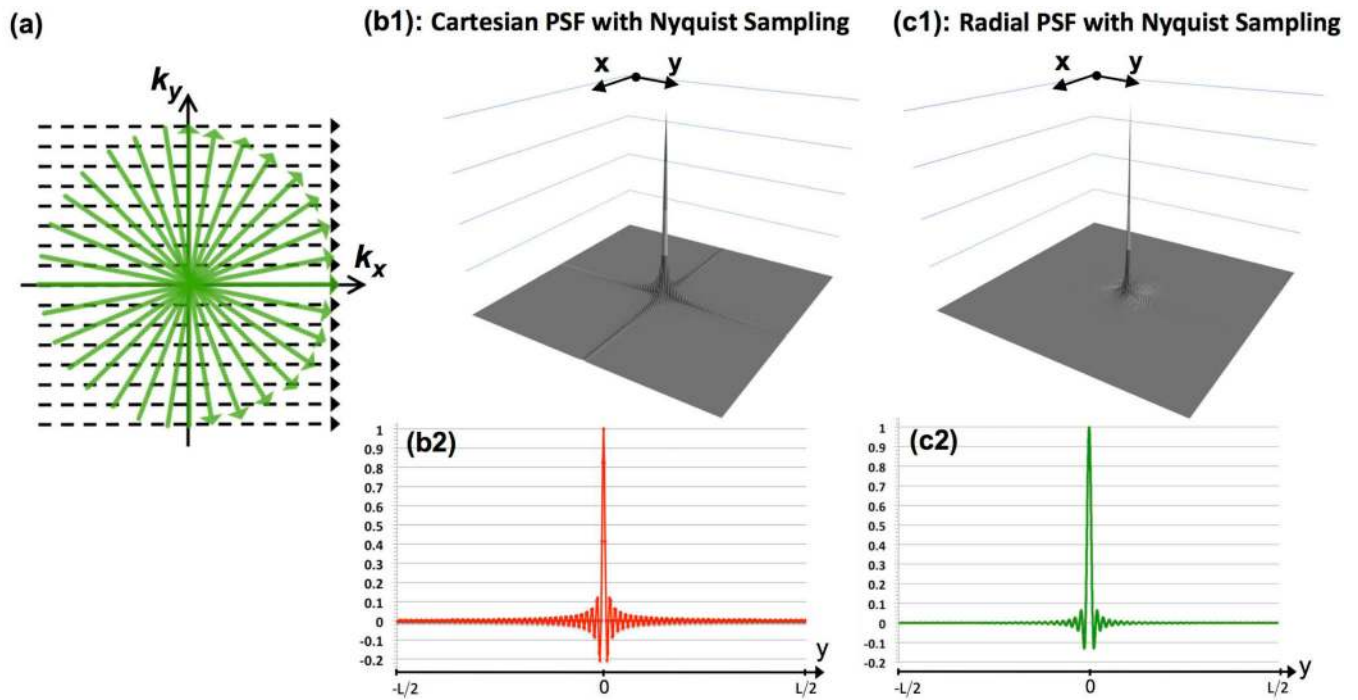 (a)
k_y
k_x
(b1): Cartesian PSF with Nyquist Sampling
x y
(c1): Radial PSF with Nyquist Sampling
x y
(b2)
1
0.9
0.8
0.7
0.6
0.5
0.4
0.3
0.2
0.1
0
-0.1
-0.2
-L/2 0 L/2 y
(c2)
1
0.9
0.8
0.7
0.6
0.5
0.4
0.3
0.2
0.1
0
-0.1
-0.2
-L/2 0 L/2 y